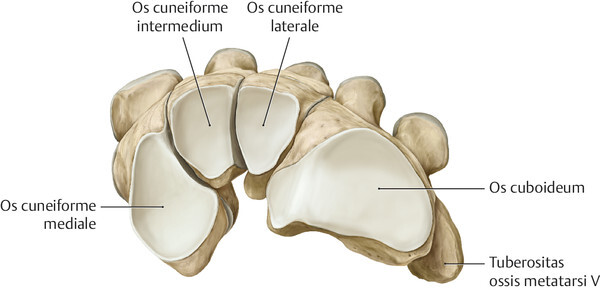 Os cuneiforme
intermedium
Os cuneiforme
laterale
Os cuneiforme
mediale
Os cuboideum
Tuberositas
ossis metatarsi V